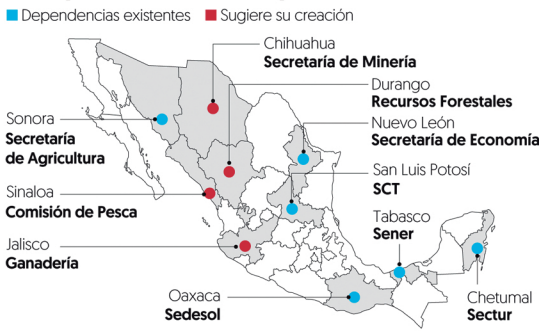 Dependencias existentes
Sugiere su creación
Chihuahua
Secretaría de Minería
Durango
Recursos Forestales
Nuevo León
Secretaría de Economía
Sonora
Secretaría
de Agricultura
San Luis Potosí
SCT
Sinaloa
Comisión de Pesca
Tabasco
Sener
Jalisco
Ganadería
Oaxaca
Sedesol
Chetumal
Sectur